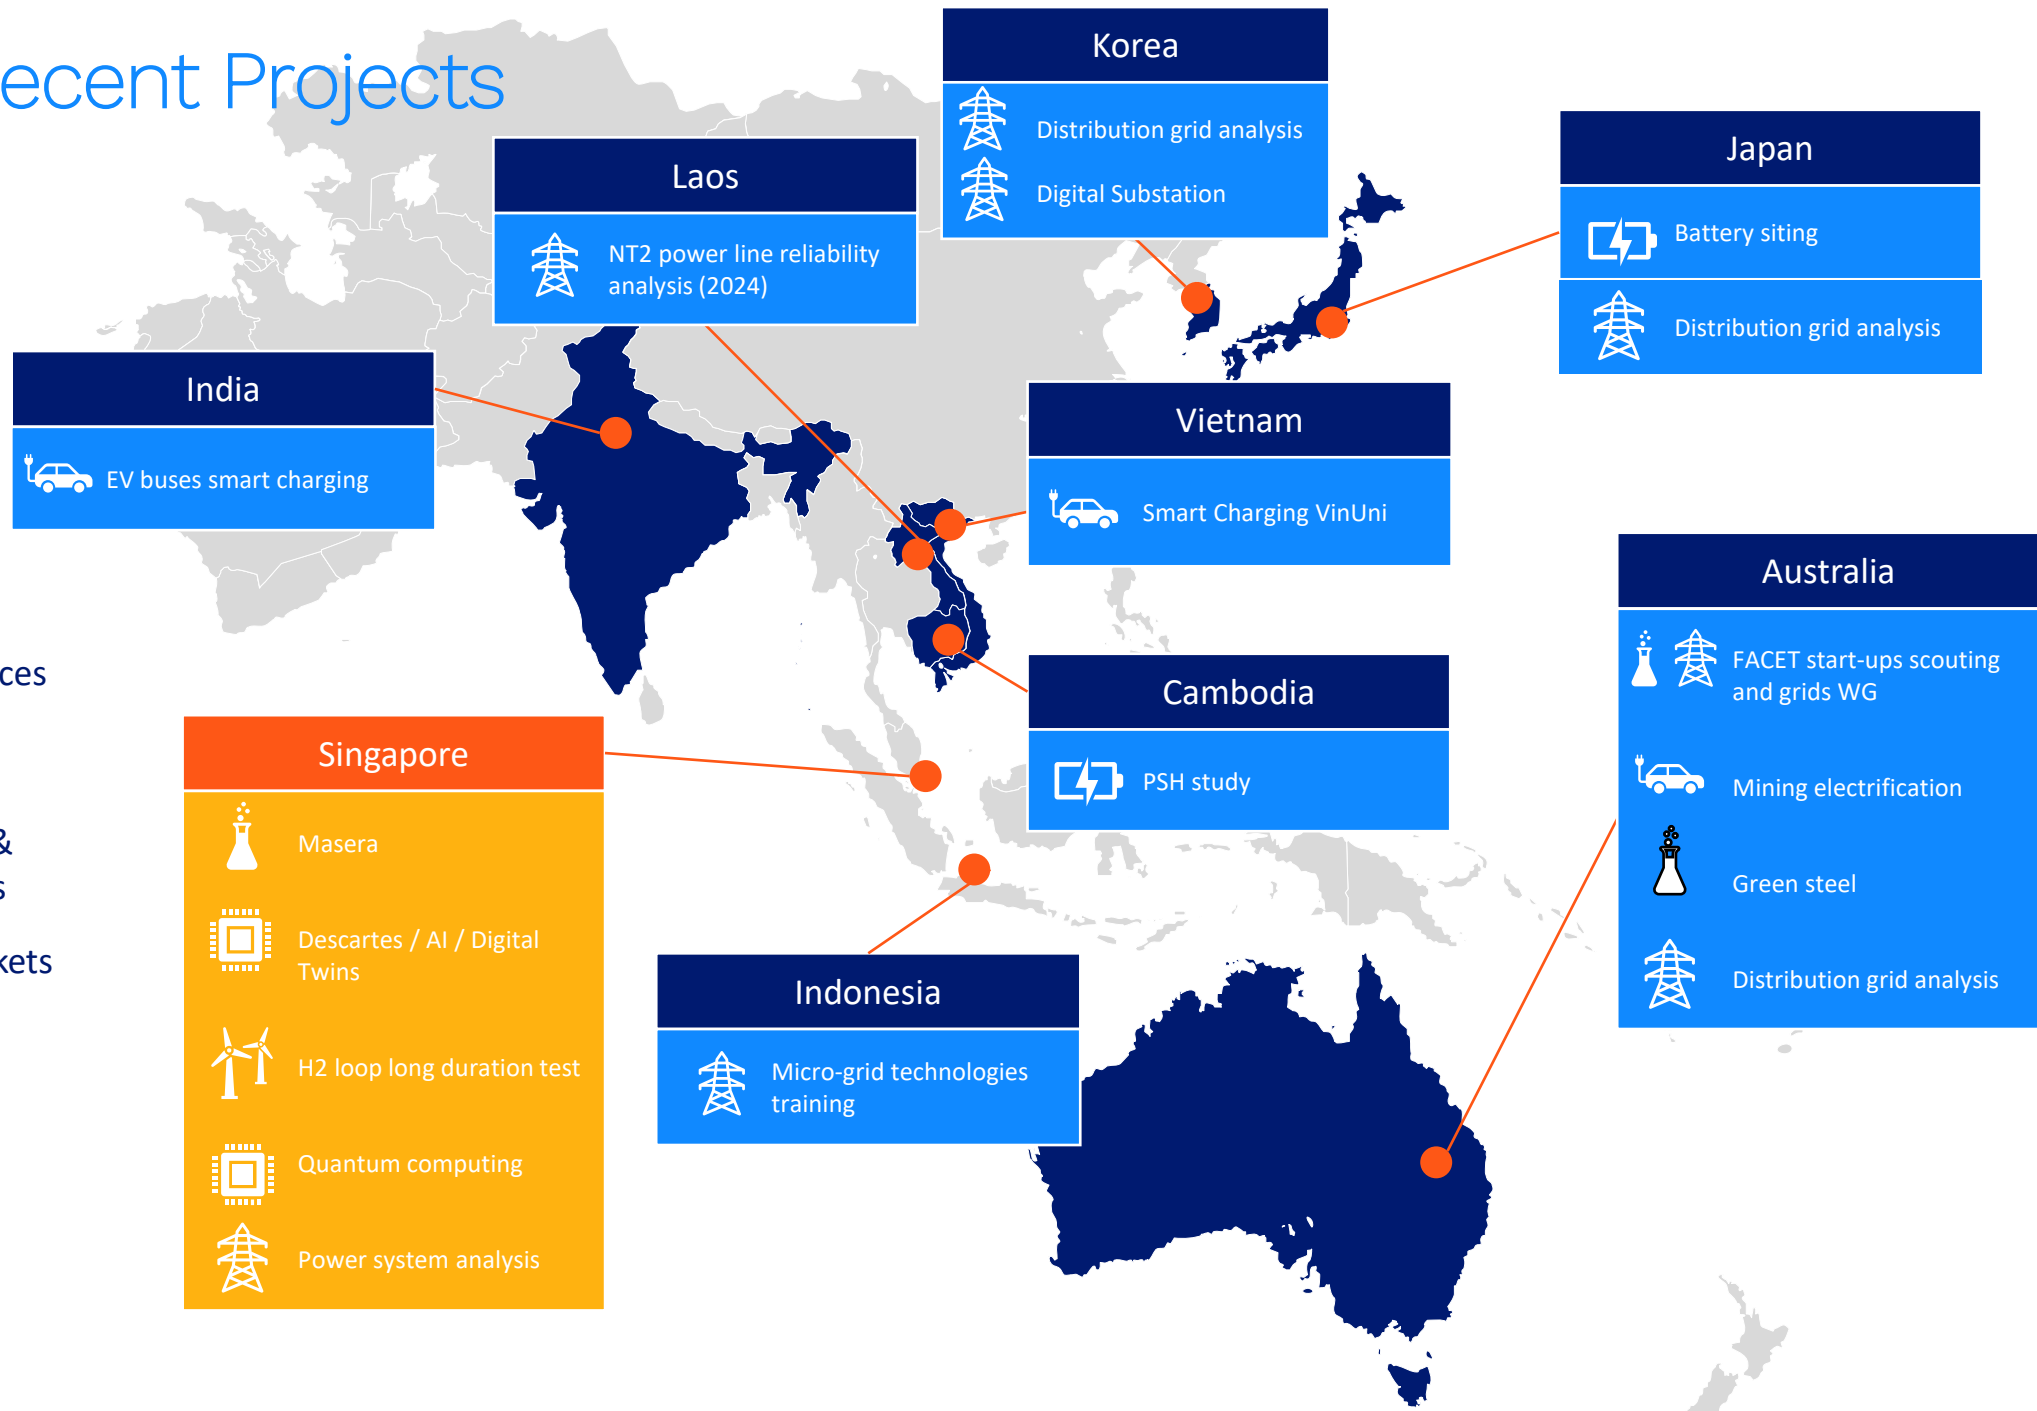 ecent Projects
Korea
Distribution grid analysis
Digital Substation
Japan
Battery siting
Distribution grid analysis
Laos
NT2 power line reliability
analysis (2024)
India
EV buses smart charging
Vietnam
Smart Charging VinUni
Australia
FACET start-ups scouting
and grids WG
Mining electrification
Green steel
Distribution grid analysis
Cambodia
PSH study
ces
&
s
kets
Singapore
Masera
Descartes / AI / Digital
Twins
H2 loop long duration test
Quantum computing
Power system analysis
Indonesia
Micro-grid technologies
training